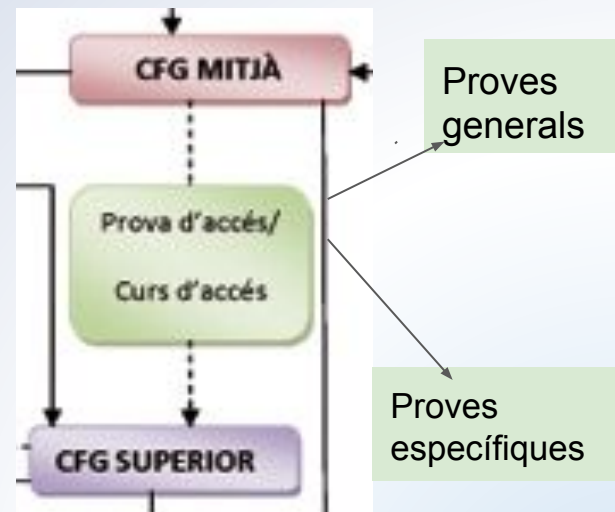 CFG MITJÀ
Proves
generals
Prova d'accés/
Curs d'accés
Proves
específiques
CFG SUPERIOR